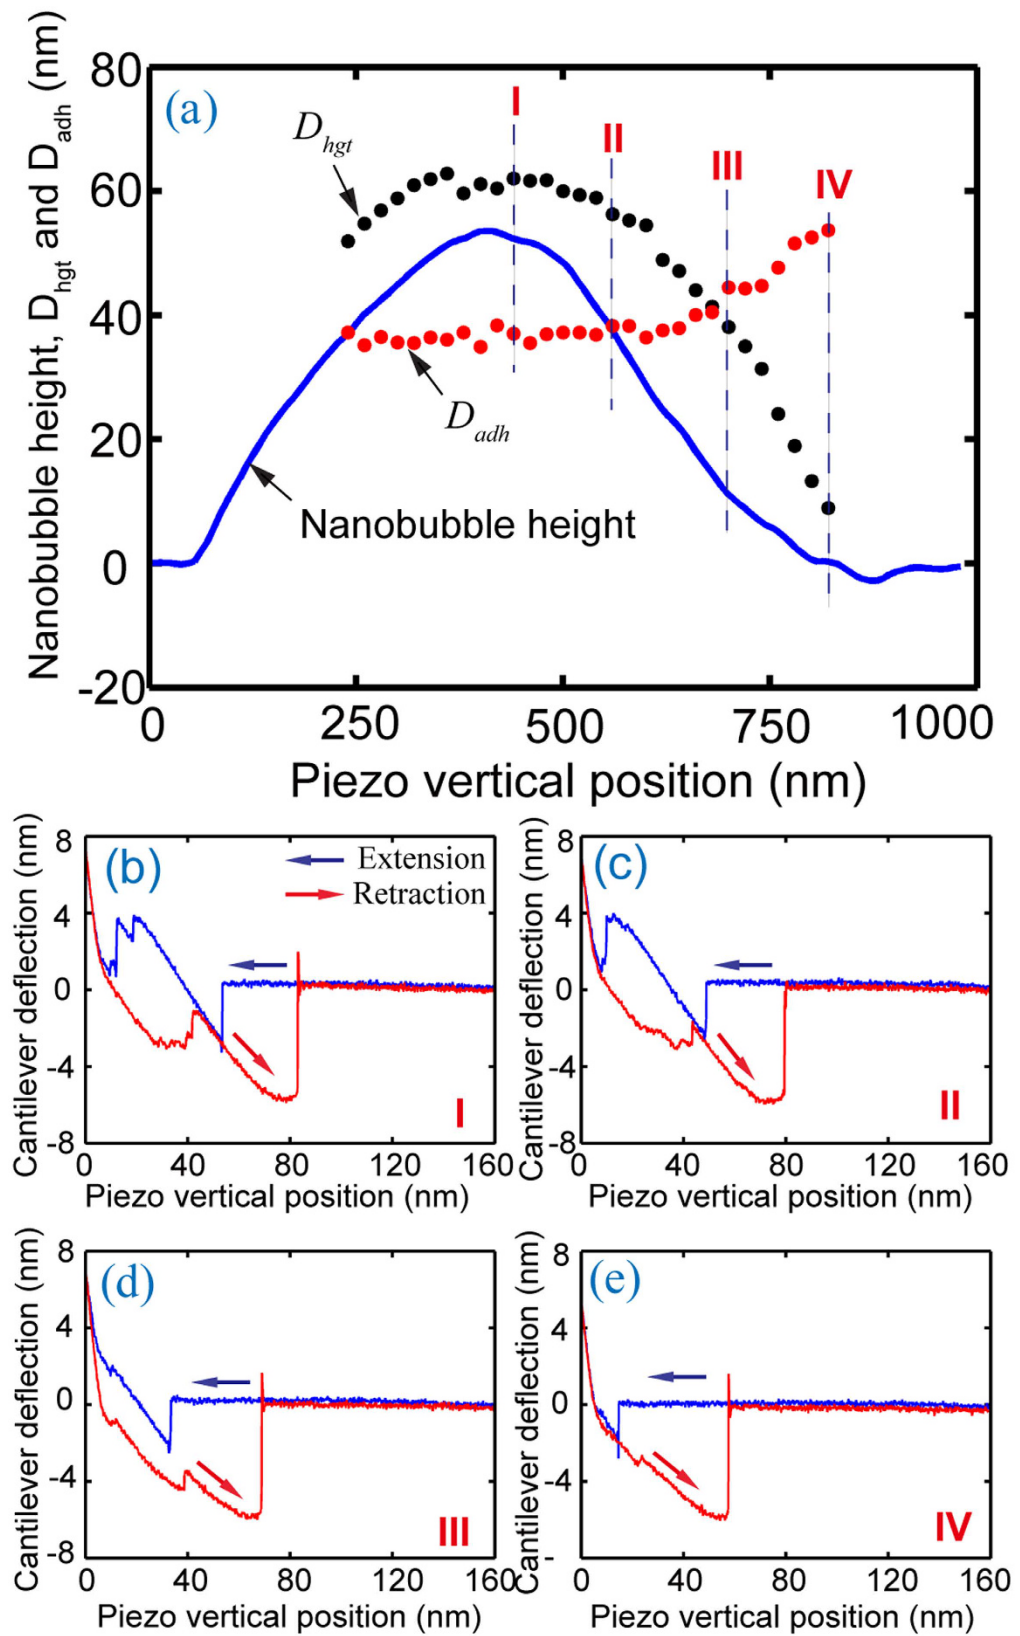 Nanobubble height, D_hgt and D_adh (nm)
80
60
40
20
0
-20
(a)
D_hgt
I
II
III
IV
D_adh
Nanobubble height
0 250 500 750 1000
Piezo vertical position (nm)
Cantilever deflection (nm)
8
4
0
-4
-8
(b)
Extension
Retraction
I
0 40 80 120 160
Piezo vertical position (nm)
Cantilever deflection (nm)
8
4
0
-4
-8
(c)
II
0 40 80 120 160
Piezo vertical position (nm)
Cantilever deflection (nm)
8
4
0
-4
-8
(d)
III
0 40 80 120 160
Piezo vertical position (nm)
Cantilever deflection (nm)
8
4
0
-4
-
(e)
IV
0 40 80 120 160
Piezo vertical position (nm)